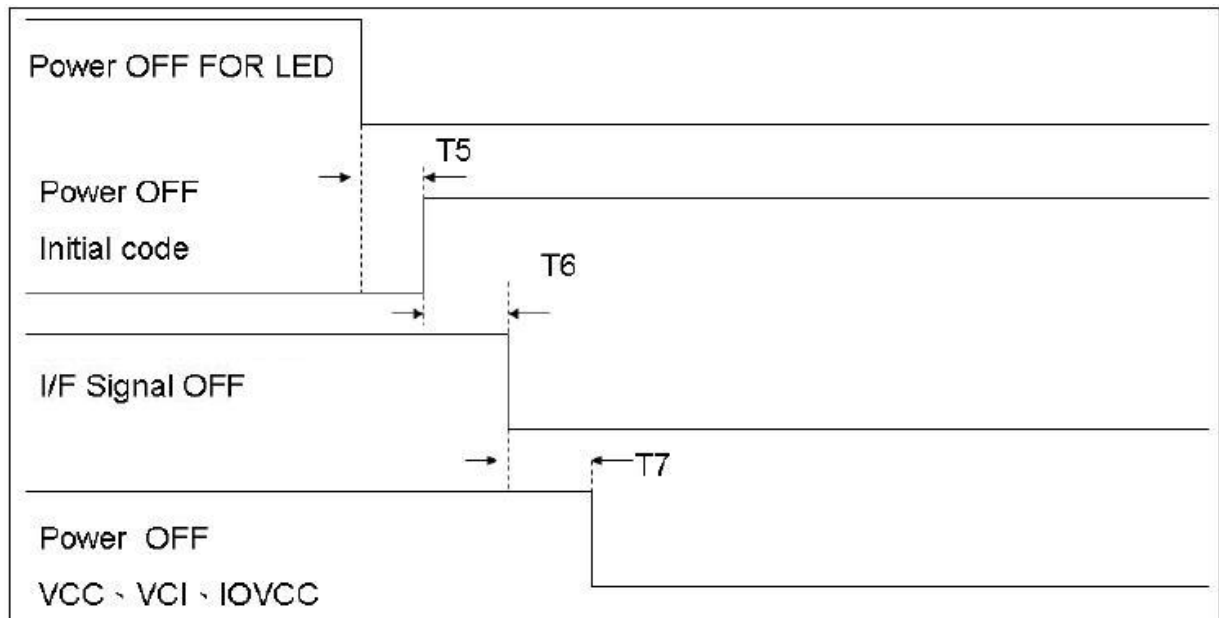 Power OFF FOR LED
T5
Power OFF
Initial code
T6
I/F Signal OFF
T7
Power OFF
VCC、VCI、IOVCC